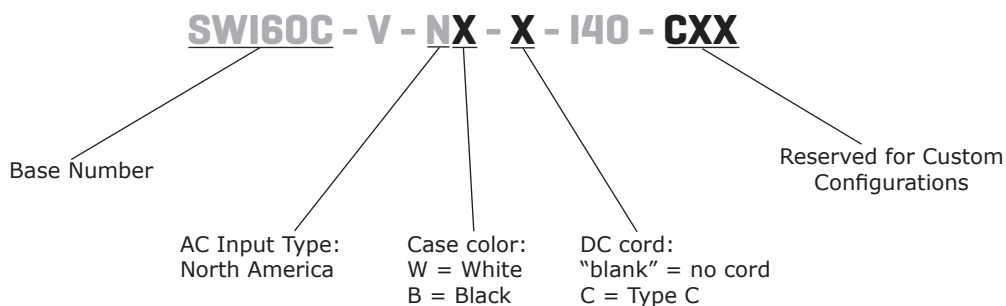 SWI60C - V - NX - X - I40 - CXX
Base Number
Reserved for Custom
Configurations
AC Input Type:
North America
Case color:
W = White
B = Black
DC cord:
“blank” = no cord
C = Type C